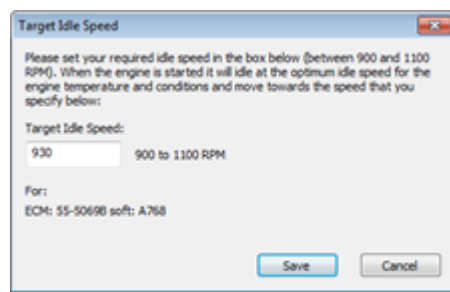 Target Idle Speed
Please set your required idle speed in the box below (between 900 and 1100
RPM). When the engine is started it will idle at the optimum idle speed for the
engine temperature and conditions and move towards the speed that you
specify below:
Target Idle Speed:
930 900 to 1100 RPM
For:
ECM: 55-5069B soft: A768
Save Cancel